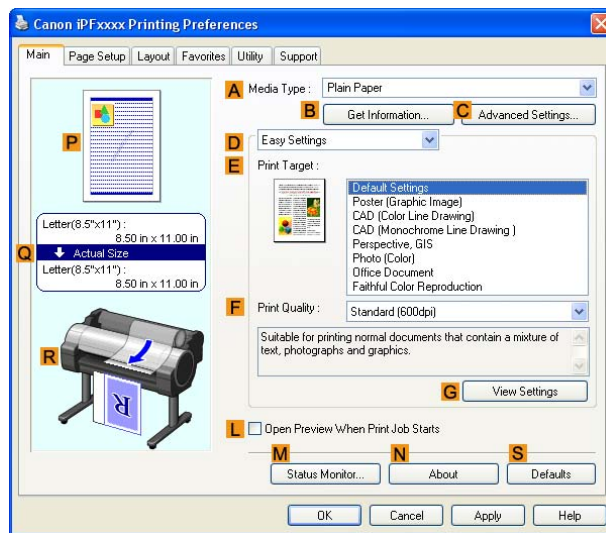 Canon iPFxxxx Printing Preferences
Main Page Setup Layout Favorites Utility Support
A Media Type : Plain Paper
B Get Information... C Advanced Settings...
D Easy Settings
E Print Target :
Default Settings
Poster (Graphic Image)
CAD (Color Line Drawing)
CAD (Monochrome Line Drawing )
Perspective, GIS
Photo (Color)
Office Document
Faithful Color Reproduction
F Print Quality : Standard (600dpi)
Suitable for printing normal documents that contain a mixture of
text, photographs and graphics.
G View Settings
P
Letter(8.5"x11") :
8.50 in x 11.00 in
Q Actual Size
Letter(8.5"x11") :
8.50 in x 11.00 in
R
R
L Open Preview When Print Job Starts
M N S
Status Monitor... About Defaults
OK Cancel Apply Help